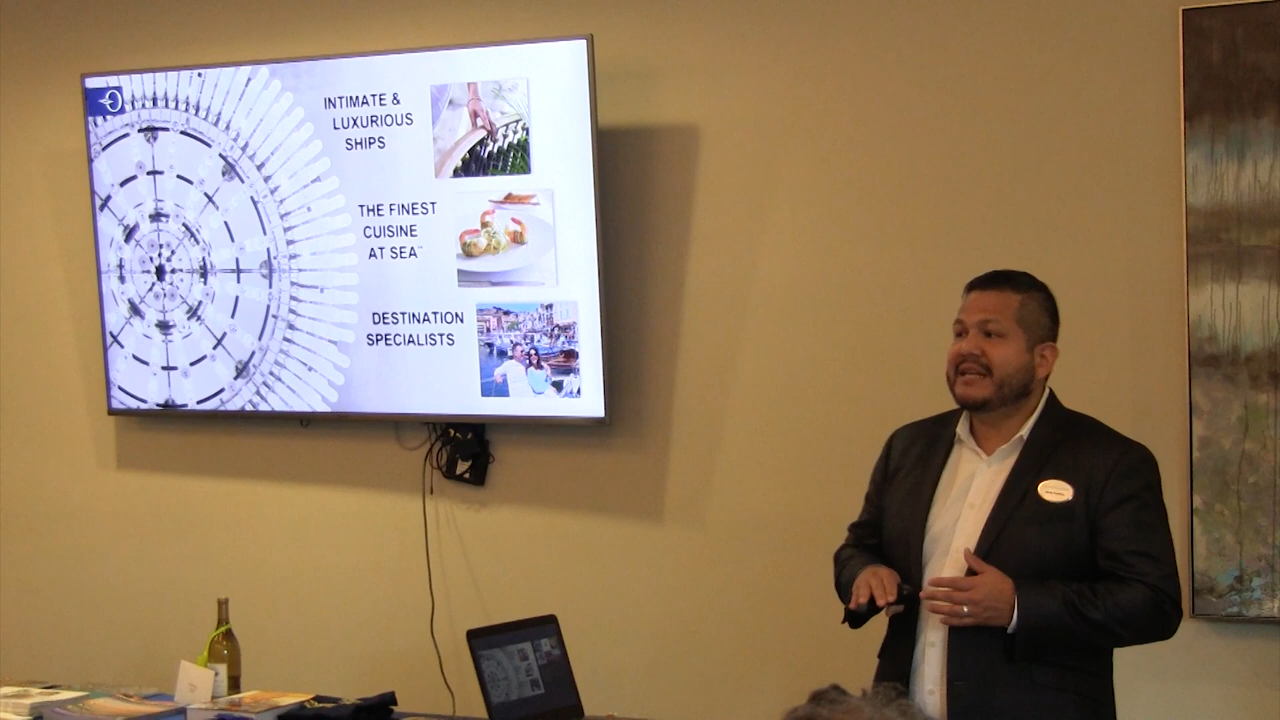 INTIMATE &
LUXURIOUS
SHIPS
THE FINEST
CUISINE
AT SEA™
DESTINATION
SPECIALISTS